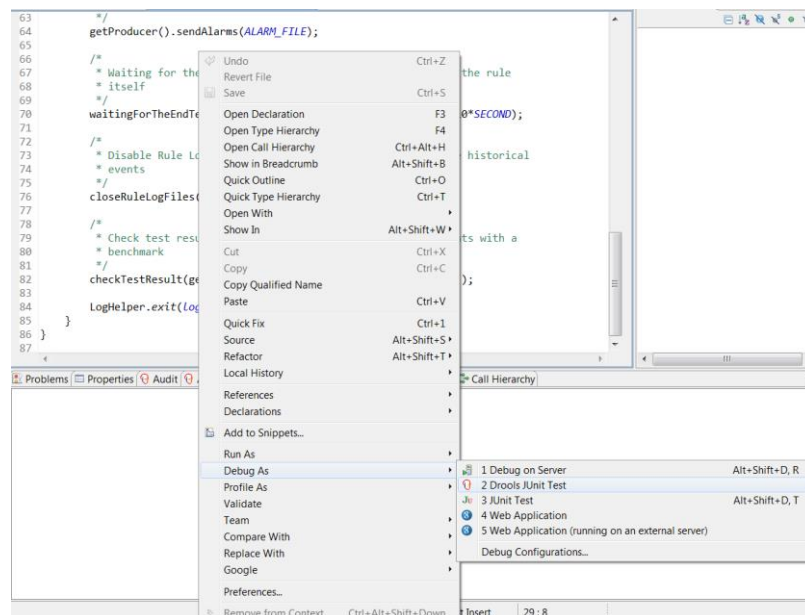 63 */
64 getProducer().sendAlarms(ALARM_FILE);
65
66 /*
67 * Waiting for the the rule
68 * itself
69 */
70 waitingForTheEndTe 0*SECOND);
71
72 /*
73 * Disable Rule Lo historical
74 * events
75 */
76 closeRuleLogFiles(
77
78 /*
79 * Check test resu ts with a
80 * benchmark
81 */
82 checkTestResult(ge );
83
84 LogHelper.exit(log
85 }
86 }
87
Undo Ctrl+Z
Revert File
Save Ctrl+S
Open Declaration F3
Open Type Hierarchy F4
Open Call Hierarchy Ctrl+Alt+H
Show in Breadcrumb Alt+Shift+B
Quick Outline Ctrl+O
Quick Type Hierarchy Ctrl+T
Open With
Show In Alt+Shift+W
Cut Ctrl+X
Copy Ctrl+C
Copy Qualified Name
Paste Ctrl+V
Quick Fix Ctrl+1
Source Alt+Shift+S
Refactor Alt+Shift+T
Local History
References
Declarations
Add to Snippets...
Run As
Debug As
Profile As
Validate
Team
Compare With
Replace With
Google
Preferences...
Remove from Context Ctrl+Alt+Shift+Down
1 Debug on Server Alt+Shift+D, R
2 Drools JUnit Test
3 JUnit Test Alt+Shift+D, T
4 Web Application
5 Web Application (running on an external server)
Debug Configurations...
Problems Properties Audit Call Hierarchy
t Insert 29 : 8